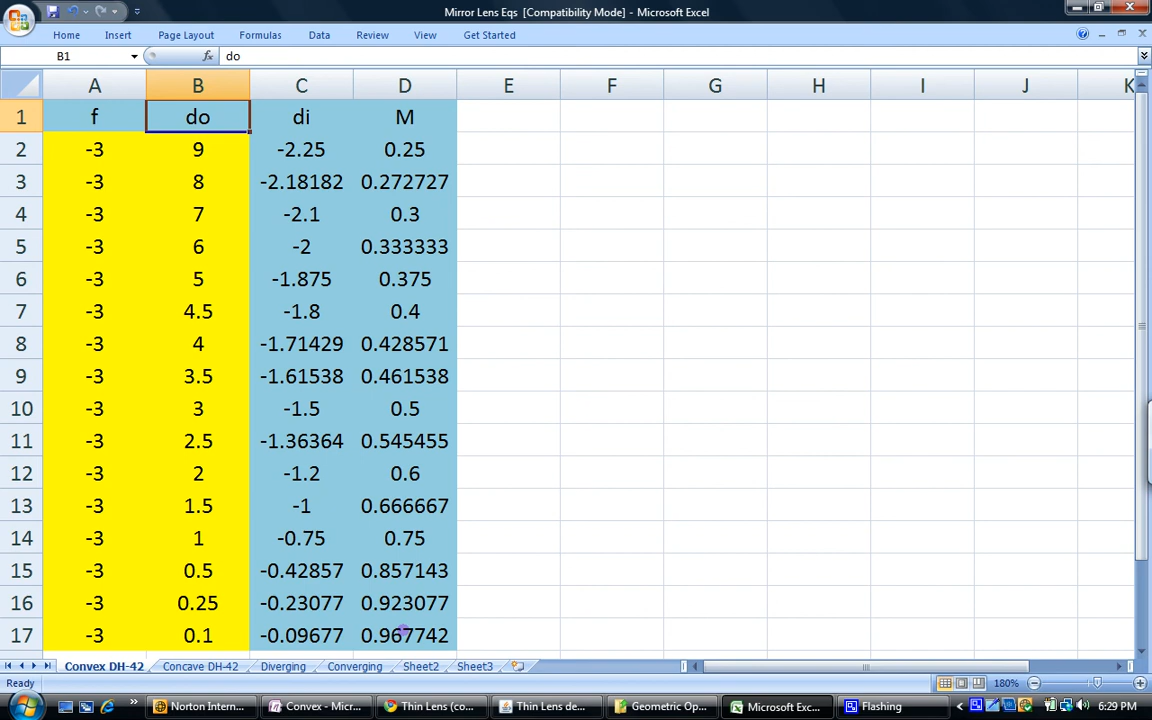 Mirror Lens Eqs [Compatibility Mode] - Microsoft Excel
Home Insert Page Layout Formulas Data Review View Get Started
B1 fx do
A B C D E F G H I J K
1 f do di M
2 -3 9 -2.25 0.25
3 -3 8 -2.18182 0.272727
4 -3 7 -2.1 0.3
5 -3 6 -2 0.333333
6 -3 5 -1.875 0.375
7 -3 4.5 -1.8 0.4
8 -3 4 -1.71429 0.428571
9 -3 3.5 -1.61538 0.461538
10 -3 3 -1.5 0.5
11 -3 2.5 -1.36364 0.545455
12 -3 2 -1.2 0.6
13 -3 1.5 -1 0.666667
14 -3 1 -0.75 0.75
15 -3 0.5 -0.42857 0.857143
16 -3 0.25 -0.23077 0.923077
17 -3 0.1 -0.09677 0.967742
Convex DH-42 Concave DH-42 Diverging Converging Sheet2 Sheet3
Ready 180%
Norton Intern... Convex - Micr... Thin Lens (co... Thin Lens de... Geometric Op... Microsoft Exc... Flashing 6:29 PM